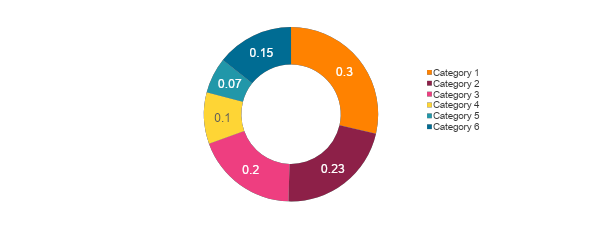 0.15
0.3
0.07
0.1
0.2
0.23
Category 1
Category 2
Category 3
Category 4
Category 5
Category 6